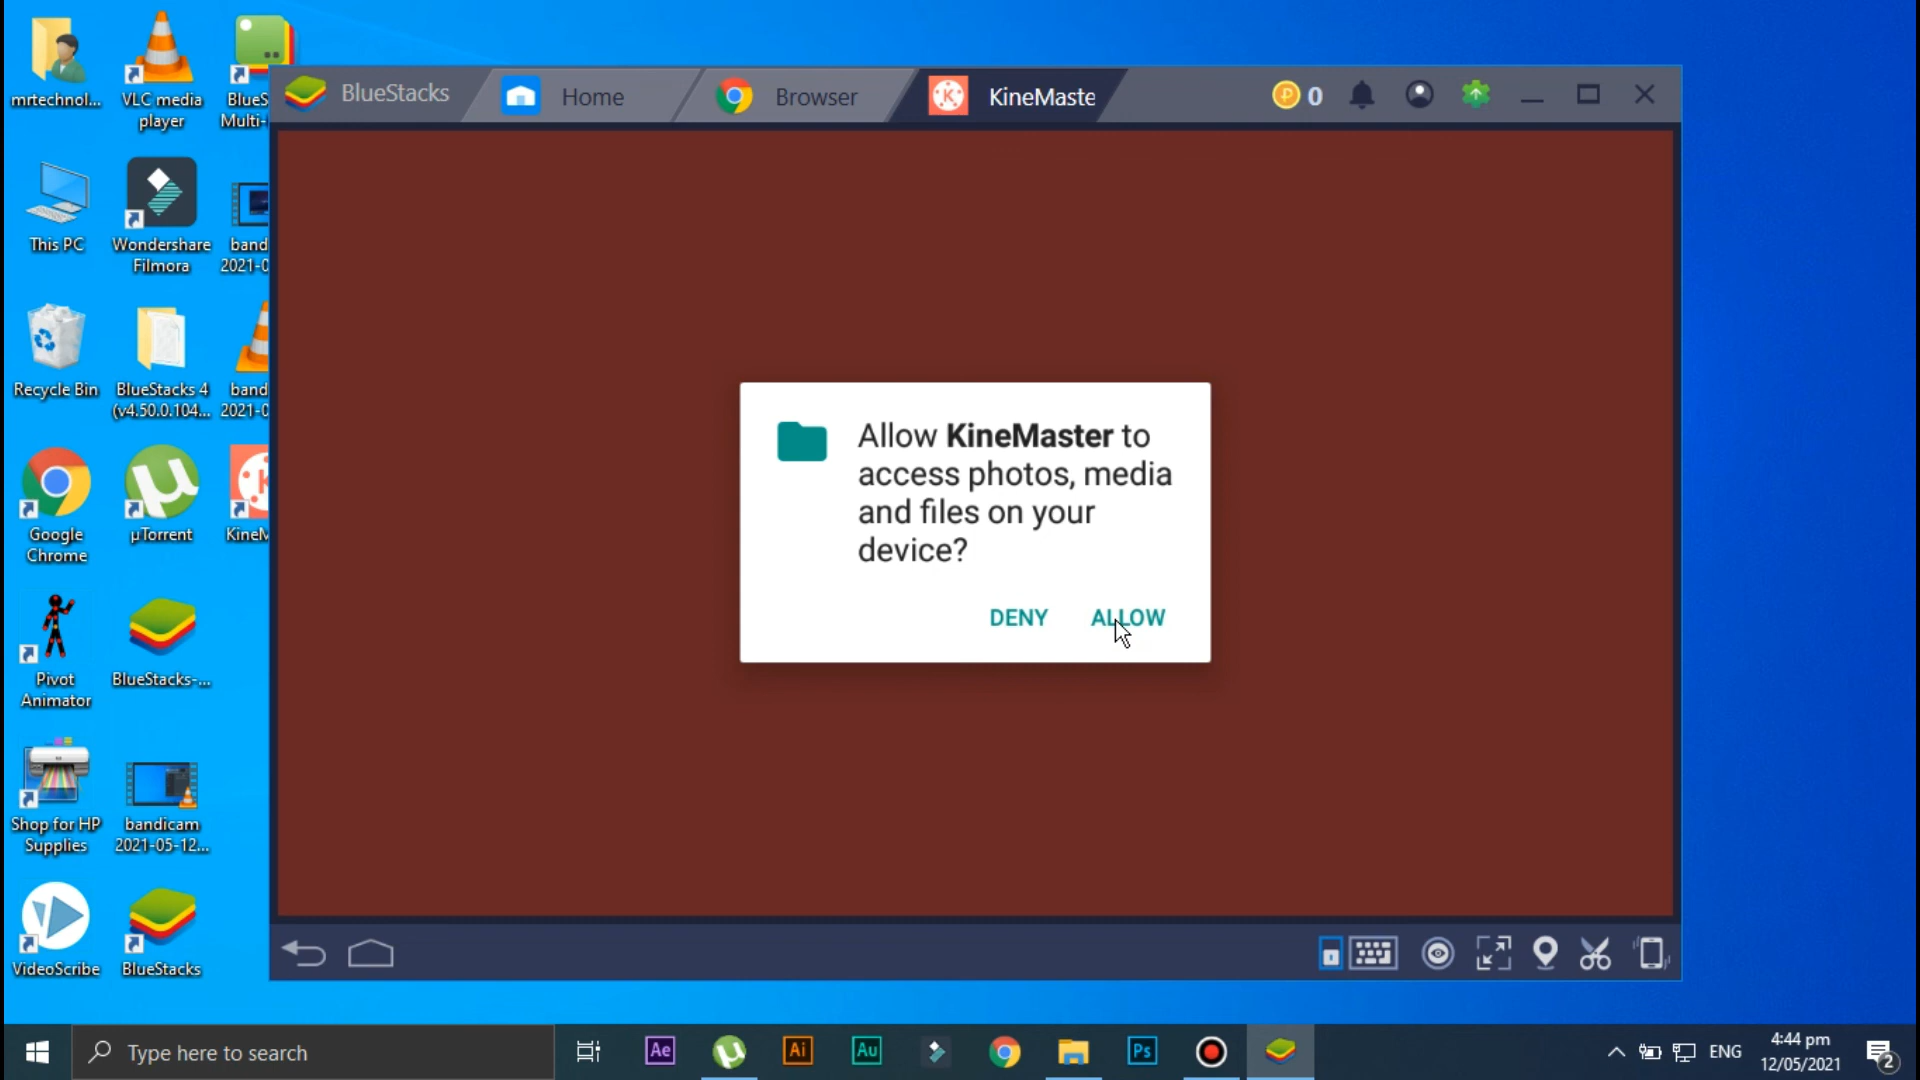 BlueStacks
Home
Browser
KineMaste
0
Allow KineMaster to
access photos, media
and files on your
device?
DENY
ALLOW
mrtechnol...
VLC media
player
BlueS
Multi-
This PC
Wondershare
Filmora
band
2021-0
Recycle Bin
BlueStacks 4
(v4.50.0.104...
band
2021-0
Google
Chrome
µTorrent
KineM
Pivot
Animator
BlueStacks-...
Shop for HP
Supplies
bandicam
2021-05-12...
VideoScribe
BlueStacks
Type here to search
Ae
Ai
Au
Ps
ENG
4:44 pm
12/05/2021
2